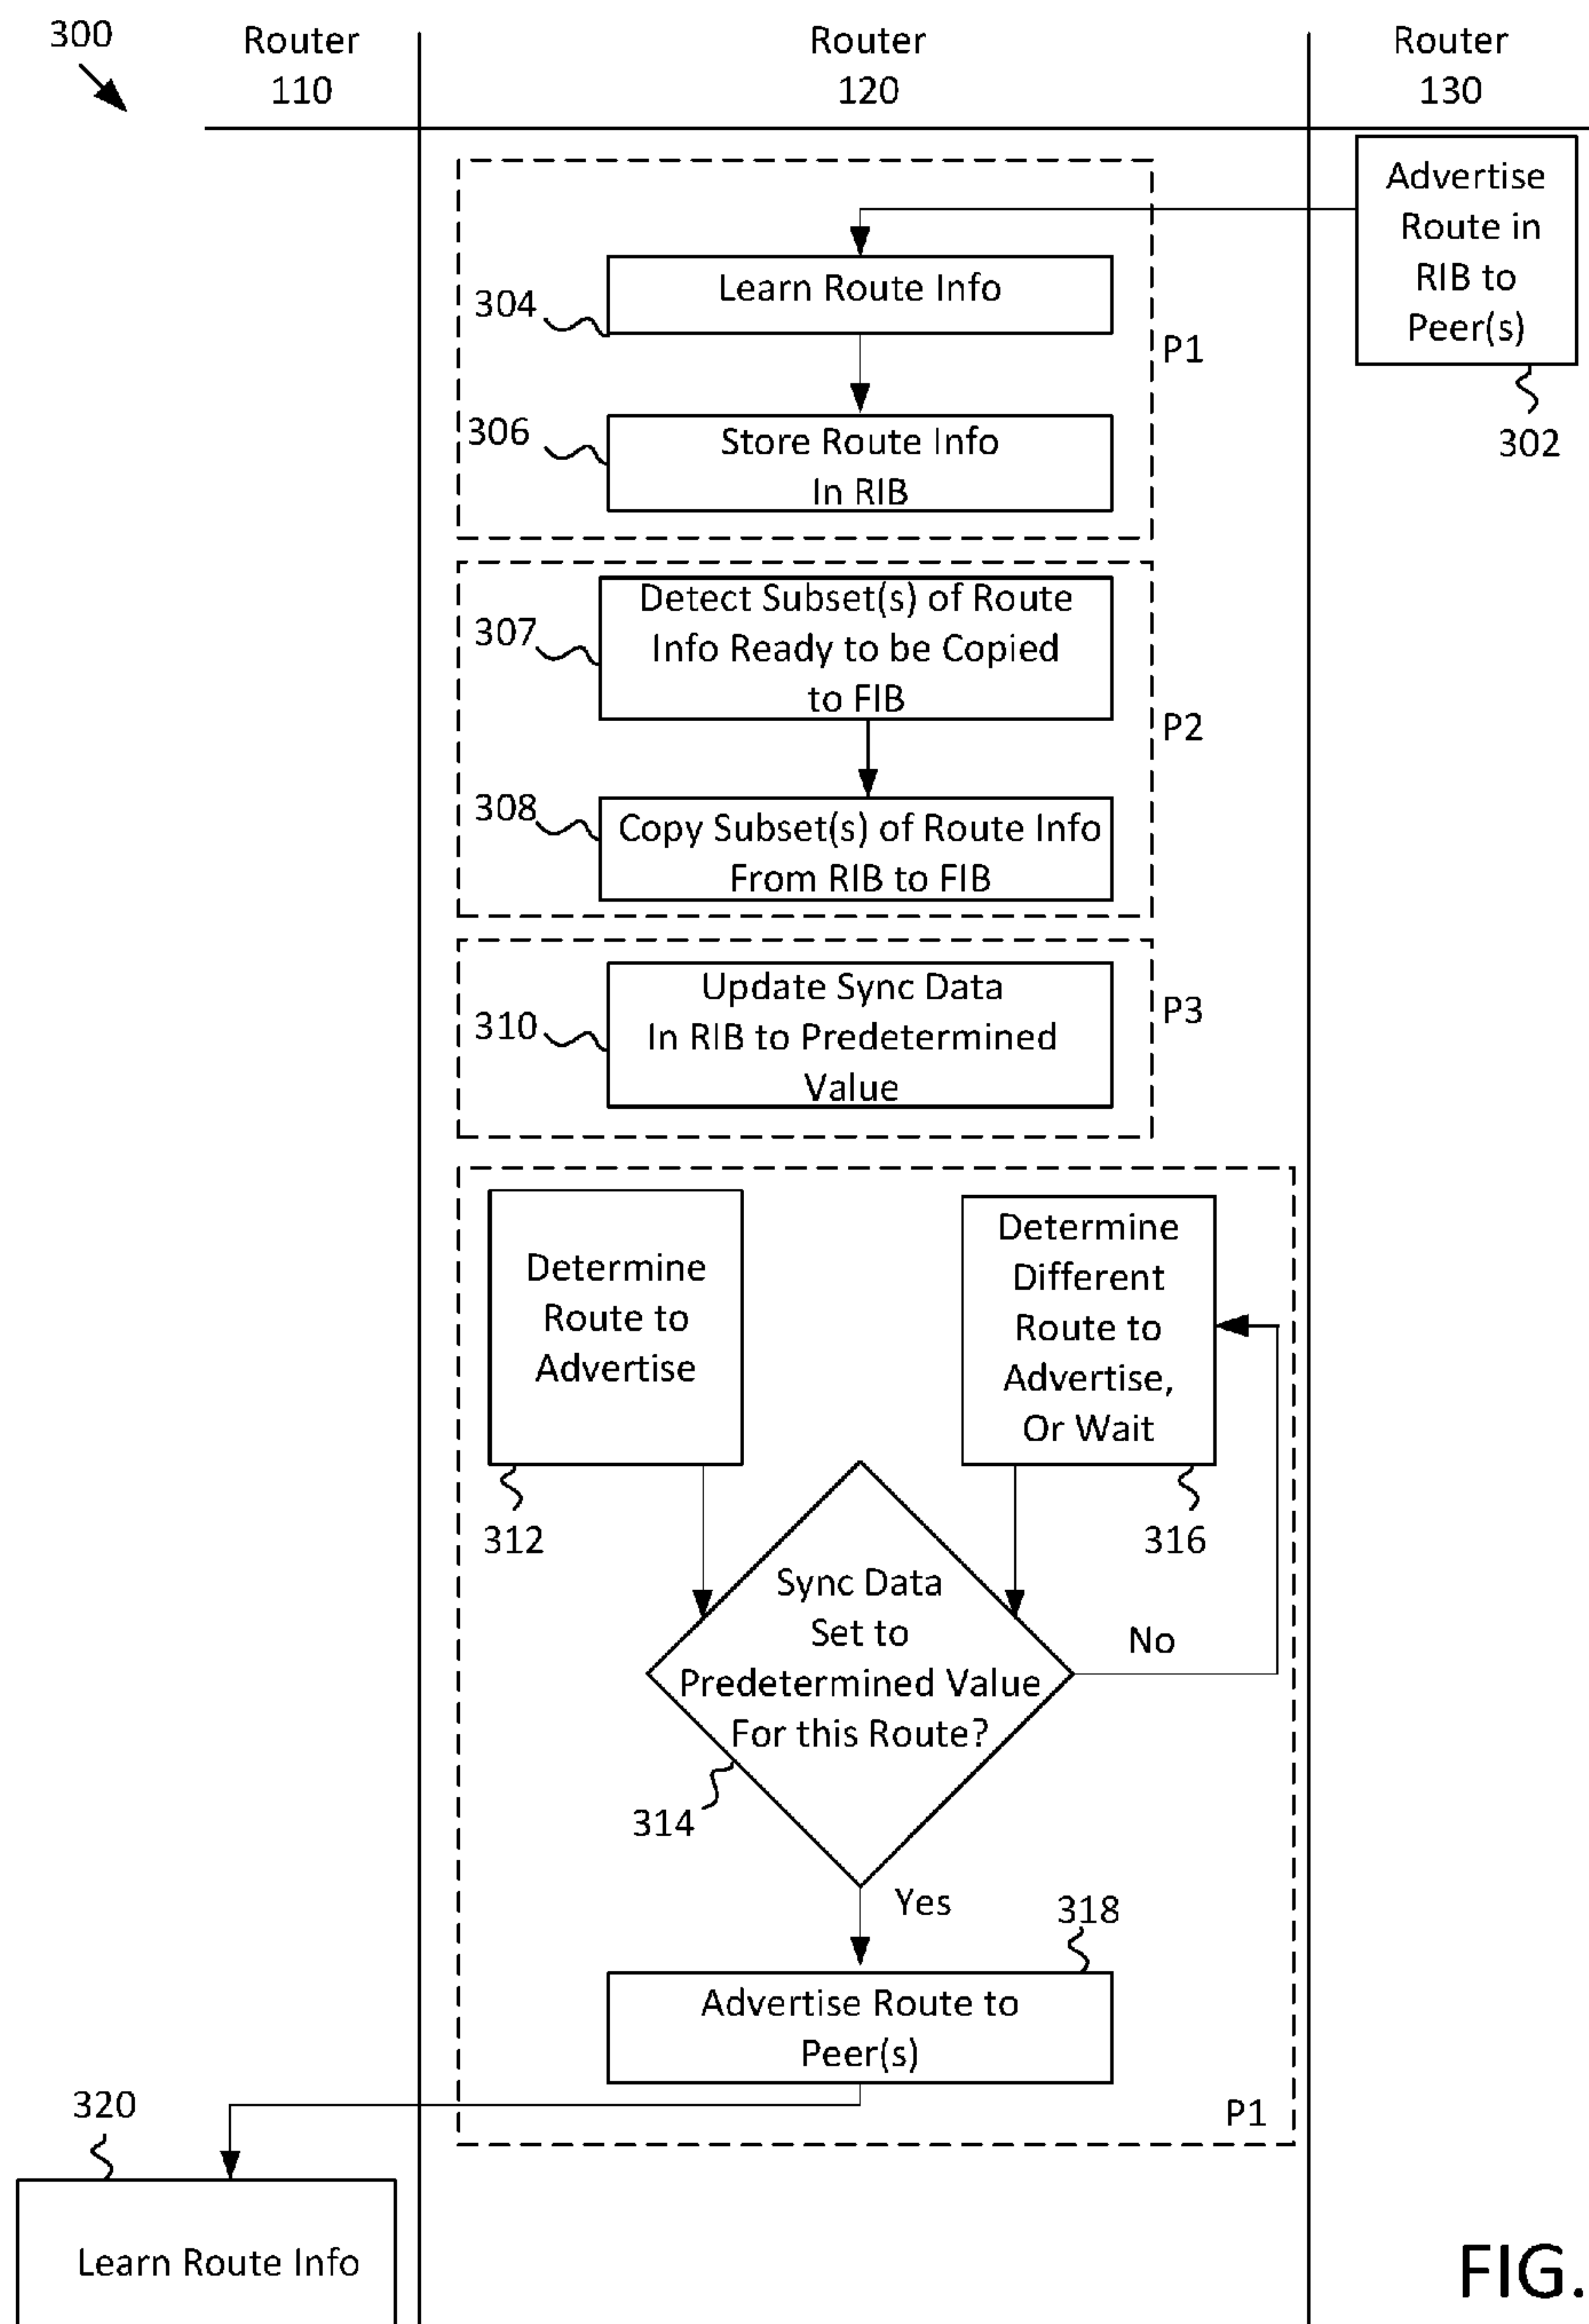 300
Router
110
Router
120
Router
130
Advertise
Route in
RIB to
Peer(s)
302
304
Learn Route Info
P1
306
Store Route Info
In RIB
307
Detect Subset(s) of Route
Info Ready to be Copied
to FIB
P2
308
Copy Subset(s) of Route Info
From RIB to FIB
310
Update Sync Data
In RIB to Predetermined
Value
P3
Determine
Route to
Advertise
312
Determine
Different
Route to
Advertise,
Or Wait
316
Sync Data
Set to
Predetermined Value
For this Route?
No
314
Yes
318
Advertise Route to
Peer(s)
P1
320
Learn Route Info
FIG.